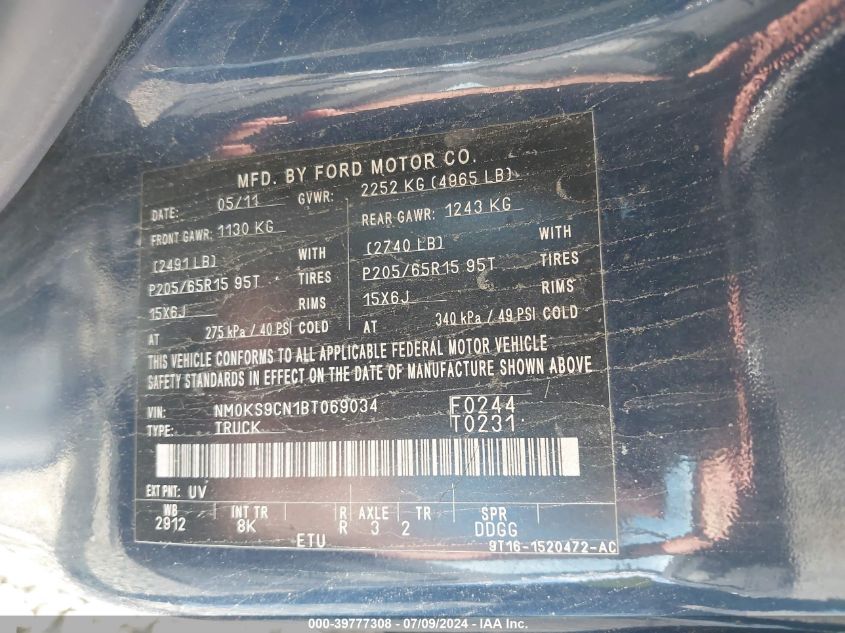 MFD. BY FORD MOTOR CO.
DATE: 05/11 GVWR: 2252 KG (4965 LB)
FRONT GAWR: 1130 KG REAR GAWR: 1243 KG
(2491 LB) WITH (2740 LB) WITH
P205/65R15 95T TIRES P205/65R15 95T TIRES
15X6J RIMS 15X6J RIMS
AT 275 kPa / 40 PSI COLD AT 340 kPa / 49 PSI COLD
THIS VEHICLE CONFORMS TO ALL APPLICABLE FEDERAL MOTOR VEHICLE
SAFETY STANDARDS IN EFFECT ON THE DATE OF MANUFACTURE SHOWN ABOVE
VIN: NM0KS9CN1BT069034 F0244
TYPE: TRUCK T0231
EXT PNT: UV
WB INT TR R AXLE TR SPR
2912 8K R 3 2 DDGG
ETU 9T16-1520472-AC
000-39777308 - 07/09/2024 - IAA Inc.